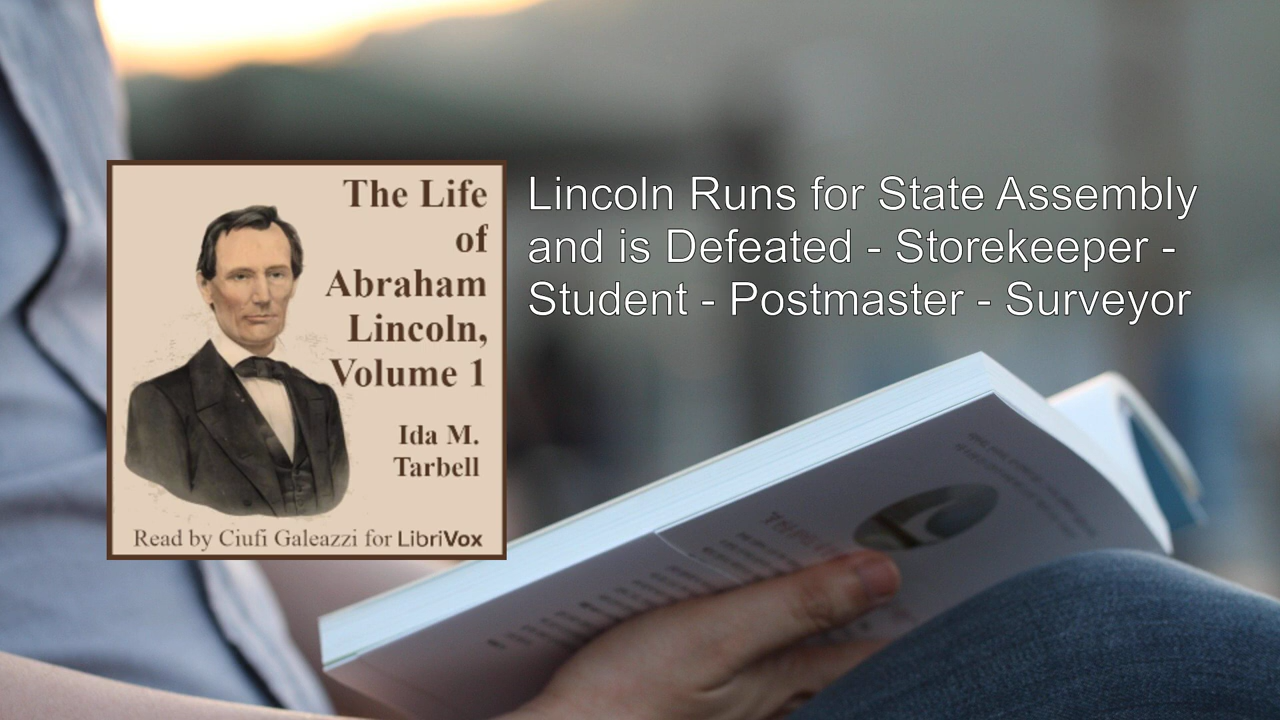 The Life
of
Abraham
Lincoln,
Volume 1
Ida M.
Tarbell
Read by Ciufi Galeazzi for LibriVox
Lincoln Runs for State Assembly
and is Defeated - Storekeeper -
Student - Postmaster - Surveyor